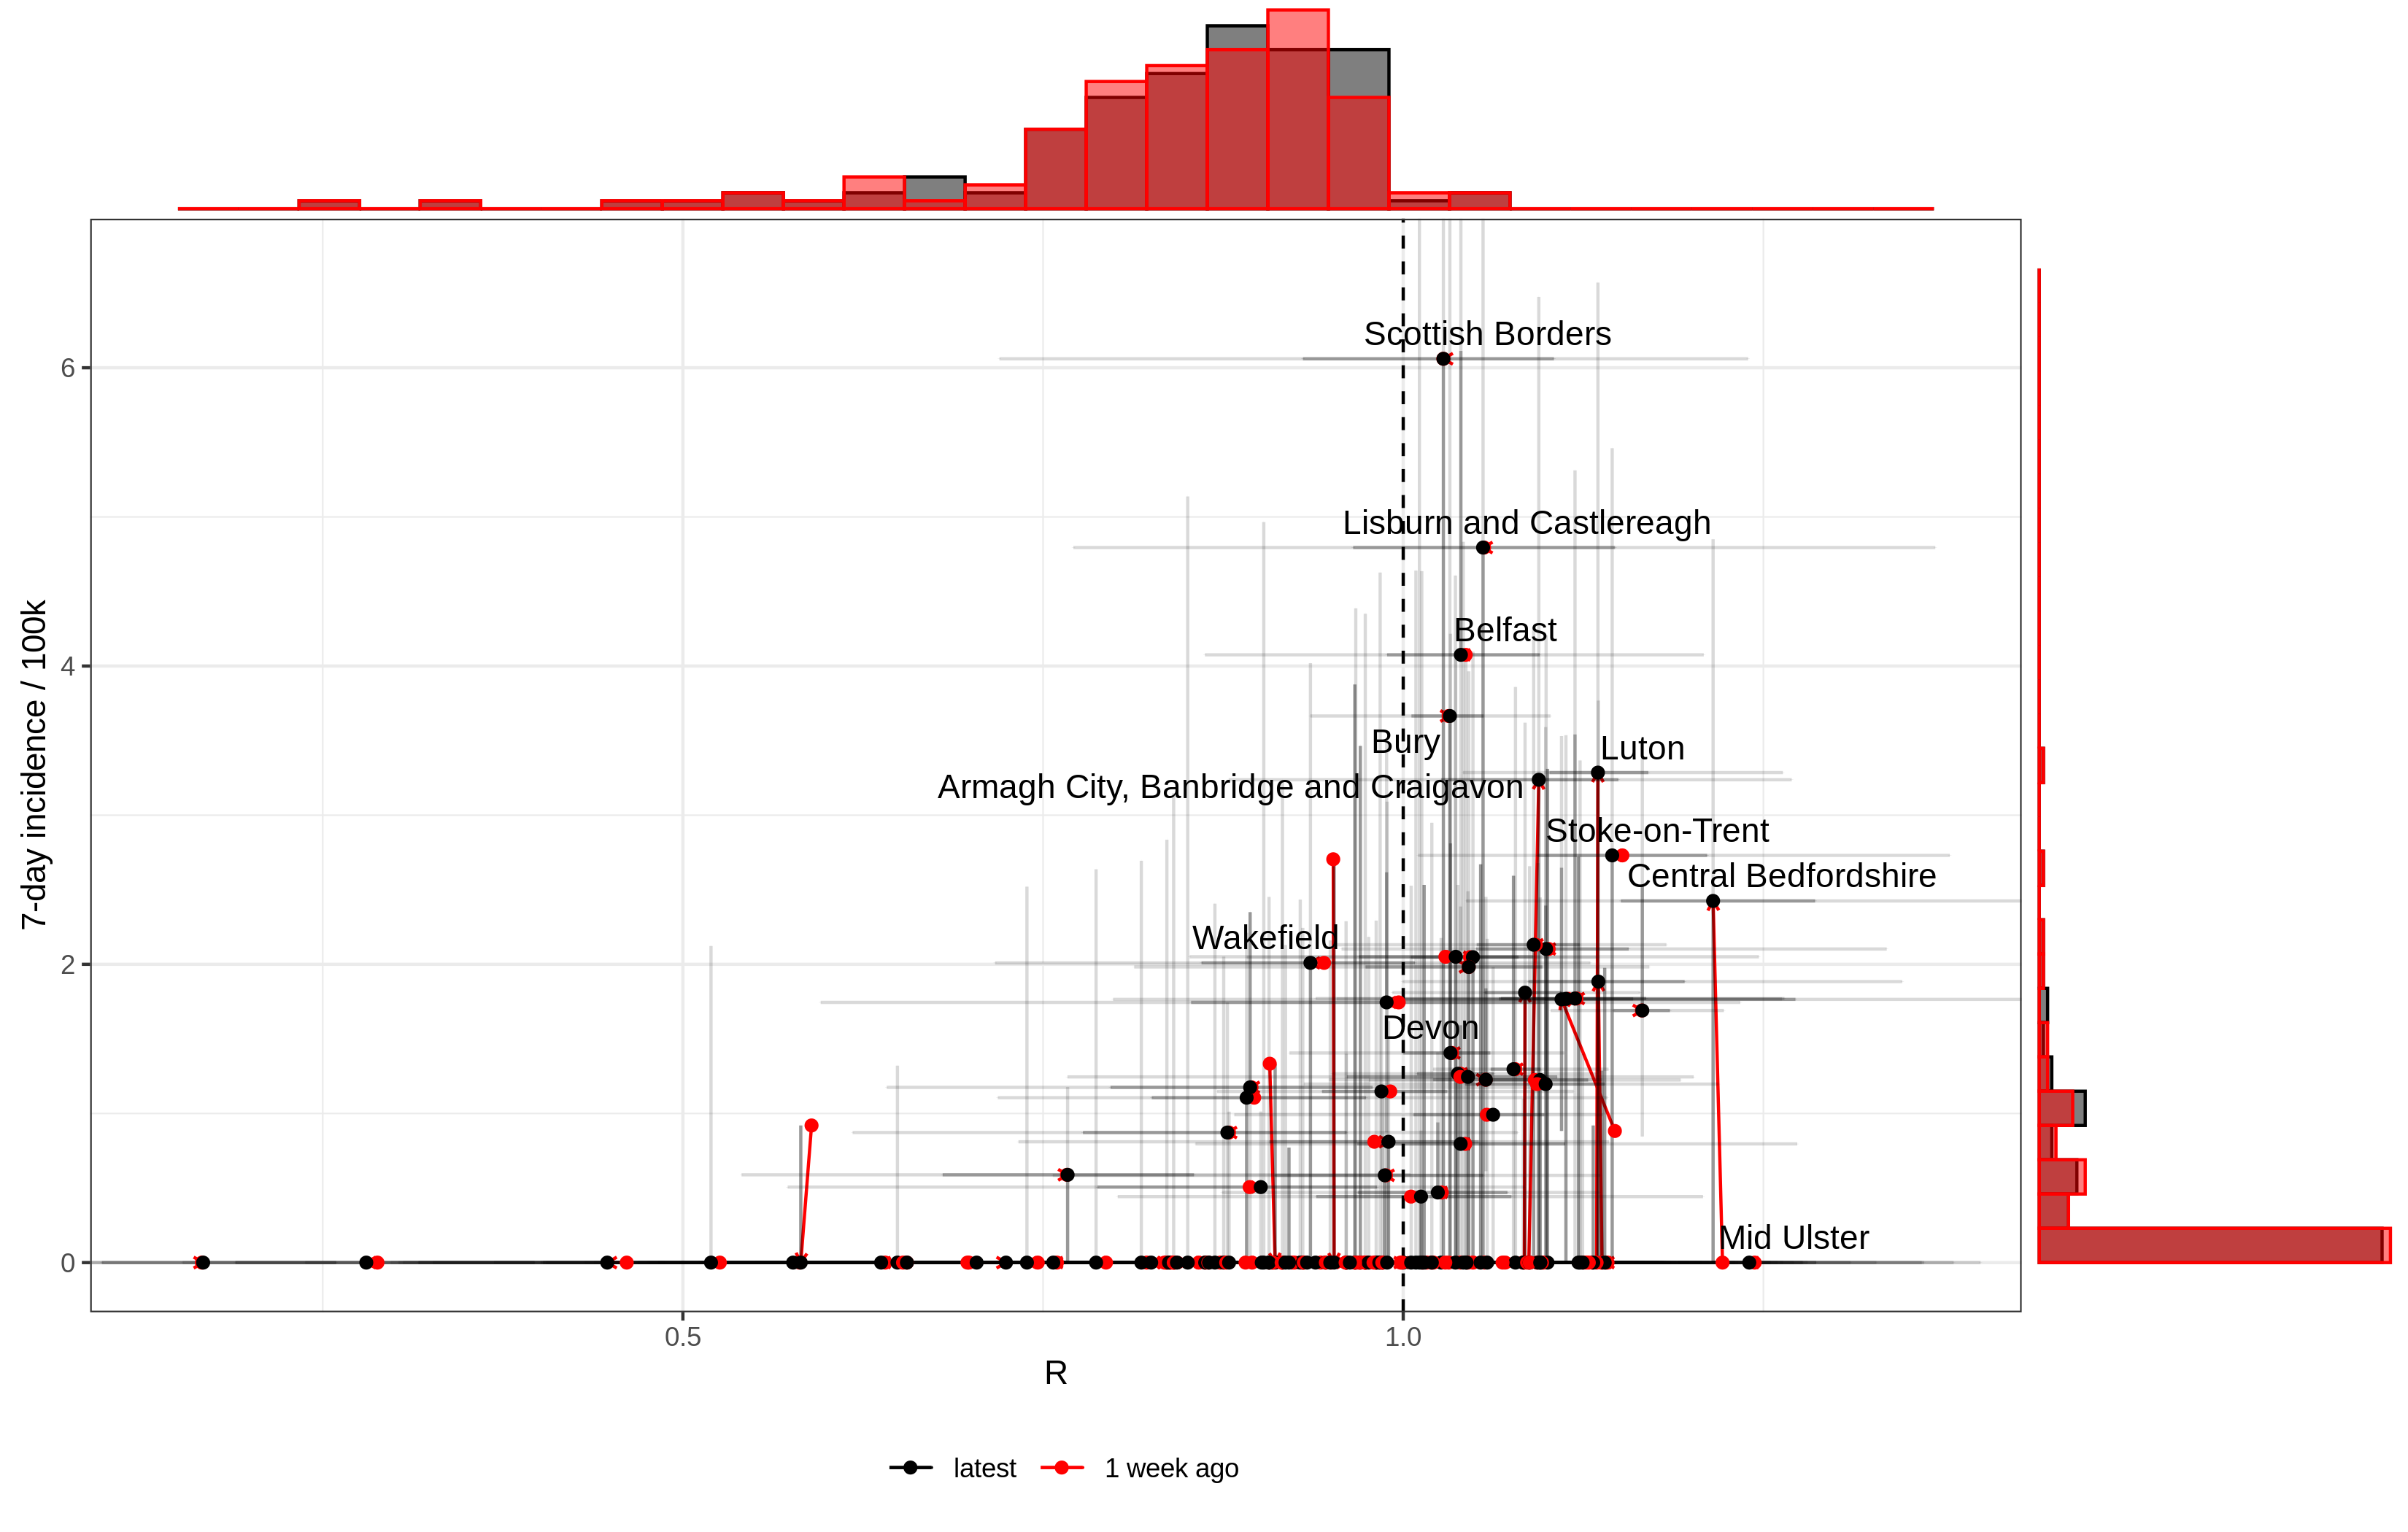 Scottish Borders
6
Lisburn and Castlereagh
Belfast
4
Bury
Luton
Armagh City, Banbridge and Craigavon
Stoke-on-Trent
Central Bedfordshire
Wakefield
2
Devon
Mid Ulster
0
7-day incidence / 100k
0.5
1.0
R
latest
1 week ago